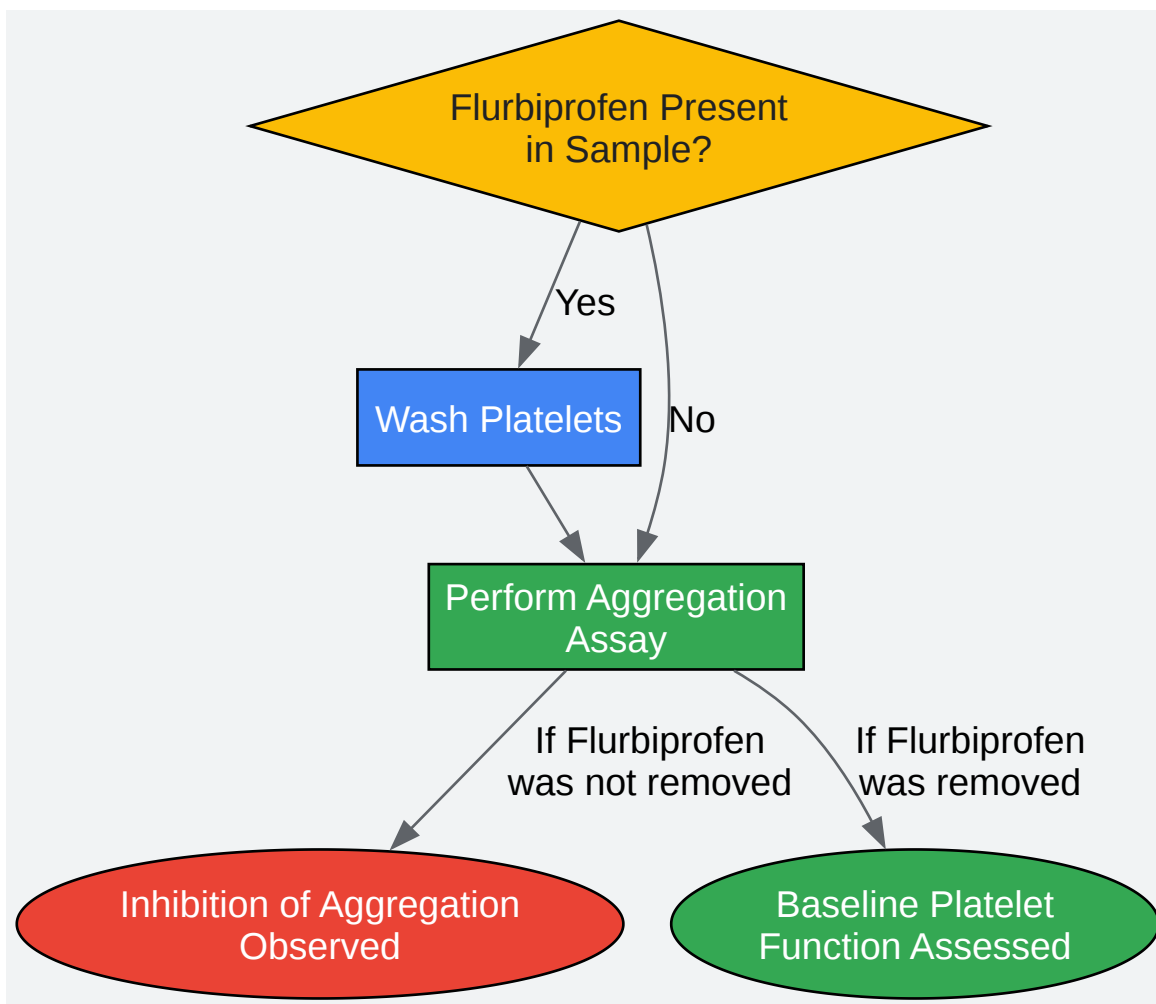 Flurbiprofen Present
in Sample?
Yes
Wash Platelets
No
Perform Aggregation
Assay
If Flurbiprofen
was not removed
If Flurbiprofen
was removed
Inhibition of Aggregation
Observed
Baseline Platelet
Function Assessed